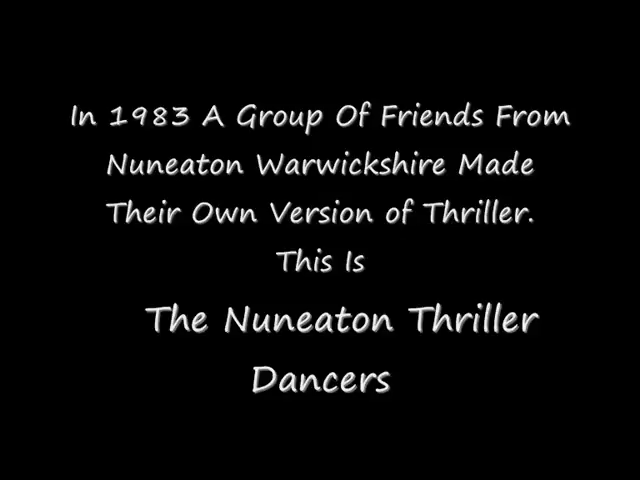 In 1983 A Group Of Friends From
Nuneaton Warwickshire Made
Their Own Version of Thriller.
This Is
The Nuneaton Thriller
Dancers